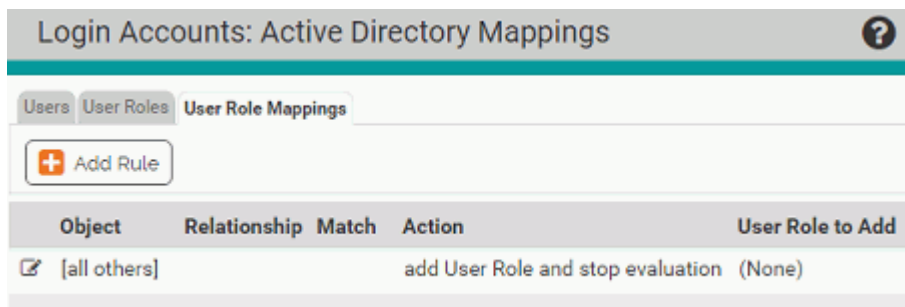 Login Accounts: Active Directory Mappings ?
Users User Roles User Role Mappings
Add Rule
Object Relationship Match Action User Role to Add
[all others] add User Role and stop evaluation (None)